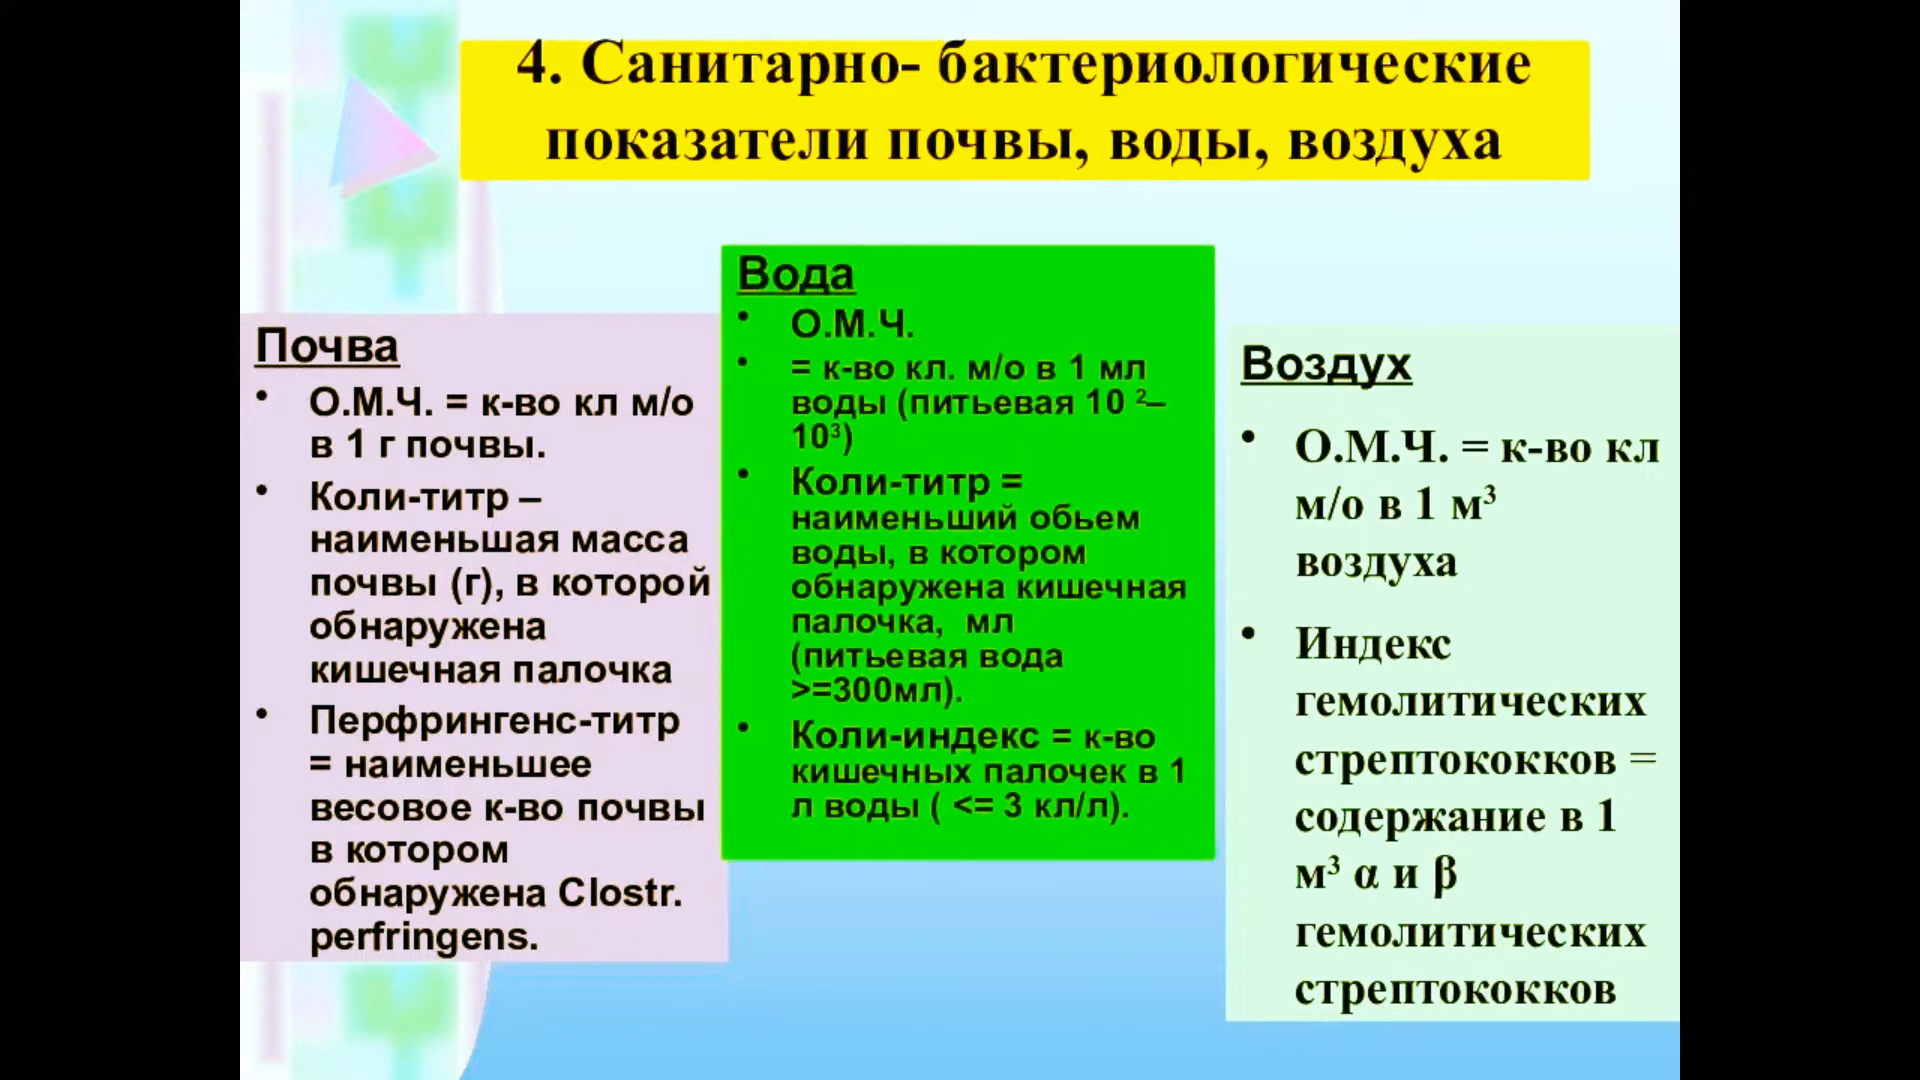 4. Санитарно- бактериологические
показатели почвы, воды, воздуха
Почва
• О.М.Ч. = к-во кл м/о
в 1 г почвы.
• Коли-титр –
наименьшая масса
почвы (г), в которой
обнаружена
кишечная палочка
• Перфрингенс-титр
= наименьшее
весовое к-во почвы
в котором
обнаружена Clostr.
perfringens.
Вода
• О.М.Ч.
• = к-во кл. м/о в 1 мл
воды (питьевая 10 ²–
10³)
• Коли-титр =
наименьший обьем
воды, в котором
обнаружена кишечная
палочка, мл
(питьевая вода
>=300мл).
• Коли-индекс = к-во
кишечных палочек в 1
л воды ( <= 3 кл/л).
Воздух
• О.М.Ч. = к-во кл
м/о в 1 м³
воздуха
• Индекс
гемолитических
стрептококков =
содержание в 1
м³ α и β
гемолитических
стрептококков